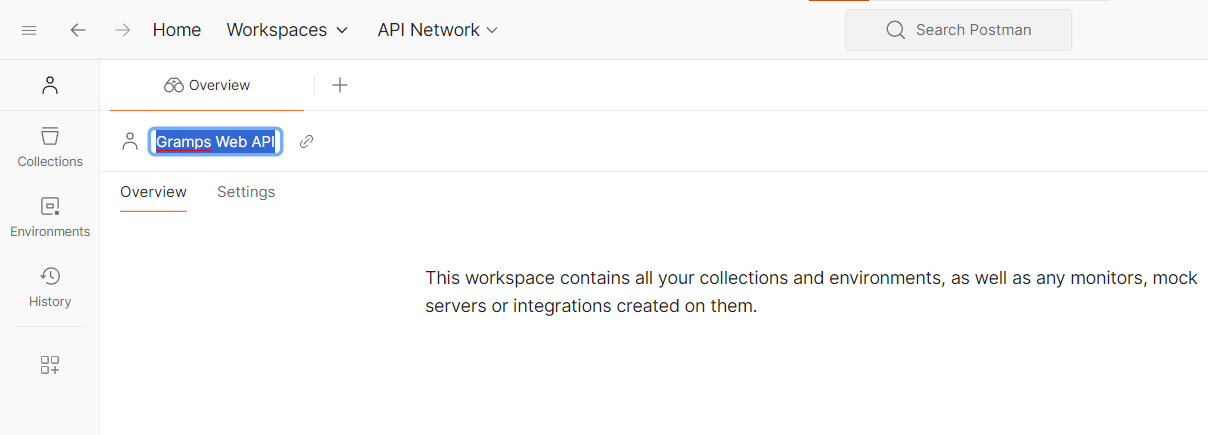 Home Workspaces API Network Search Postman
Overview
Gramps Web API
Collections
Overview Settings
Environments
History
This workspace contains all your collections and environments, as well as any monitors, mock
servers or integrations created on them.